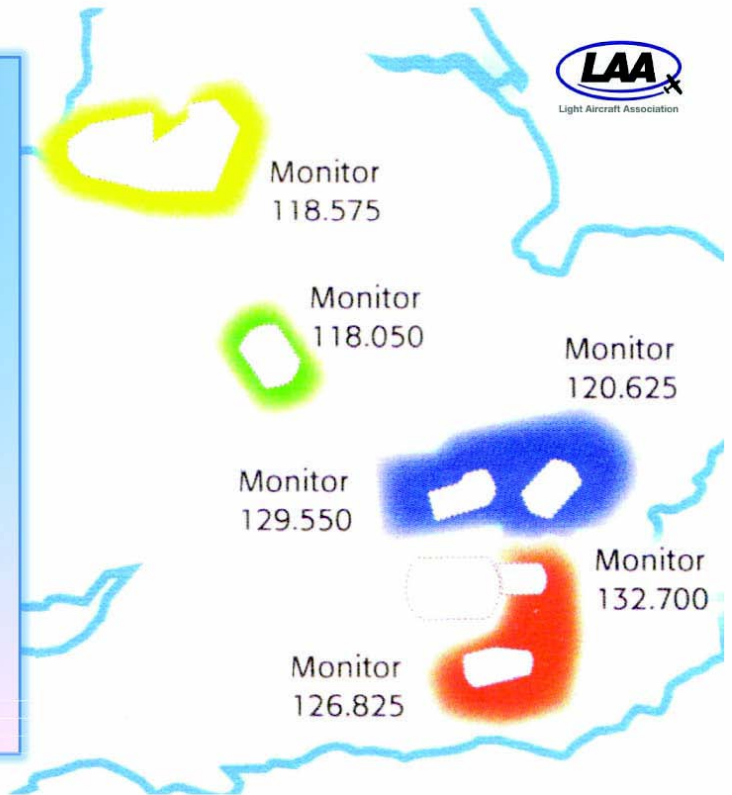 LAA
Light Aircraft Association
Monitor
118.575
Monitor
118.050
Monitor
120.625
Monitor
129.550
Monitor
132.700
Monitor
126.825